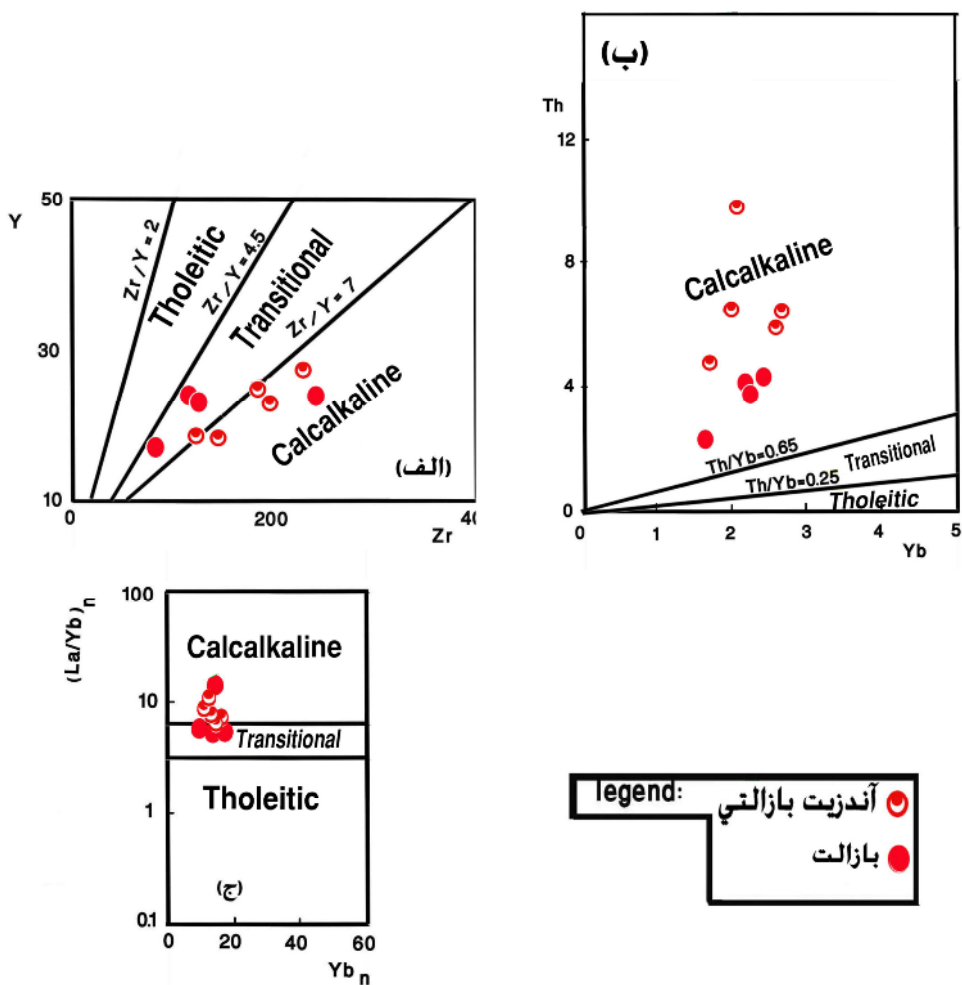 50
Y
30
10
0
200
40
Zr
Zr / Y = 2
Tholeitic
Zr / Y = 4.5
Transitional
Zr / Y = 7
Calcalkaline
(الف)
(ب)
Th
12
8
4
0
Calcalkaline
Th/Yb=0.65
Transitional
Th/Yb=0.25
Tholeitic
0 1 2 3 4 5
Yb
(La/Yb)n
100
10
1
0.1
Calcalkaline
Transitional
Tholeitic
(ج)
0 20 40 60
Ybn
legend:
آندزيت بازالتي
بازالت